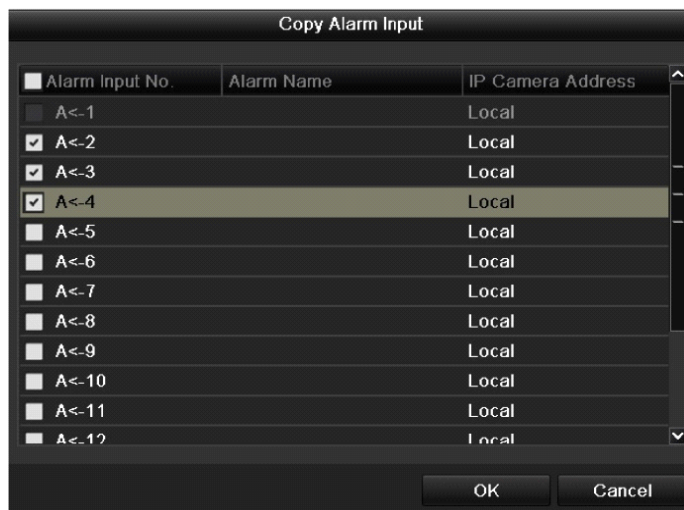 Copy Alarm Input
Alarm Input No. Alarm Name IP Camera Address
A<-1 Local
A<-2 Local
A<-3 Local
A<-4 Local
A<-5 Local
A<-6 Local
A<-7 Local
A<-8 Local
A<-9 Local
A<-10 Local
A<-11 Local
A<-12 Local
OK Cancel